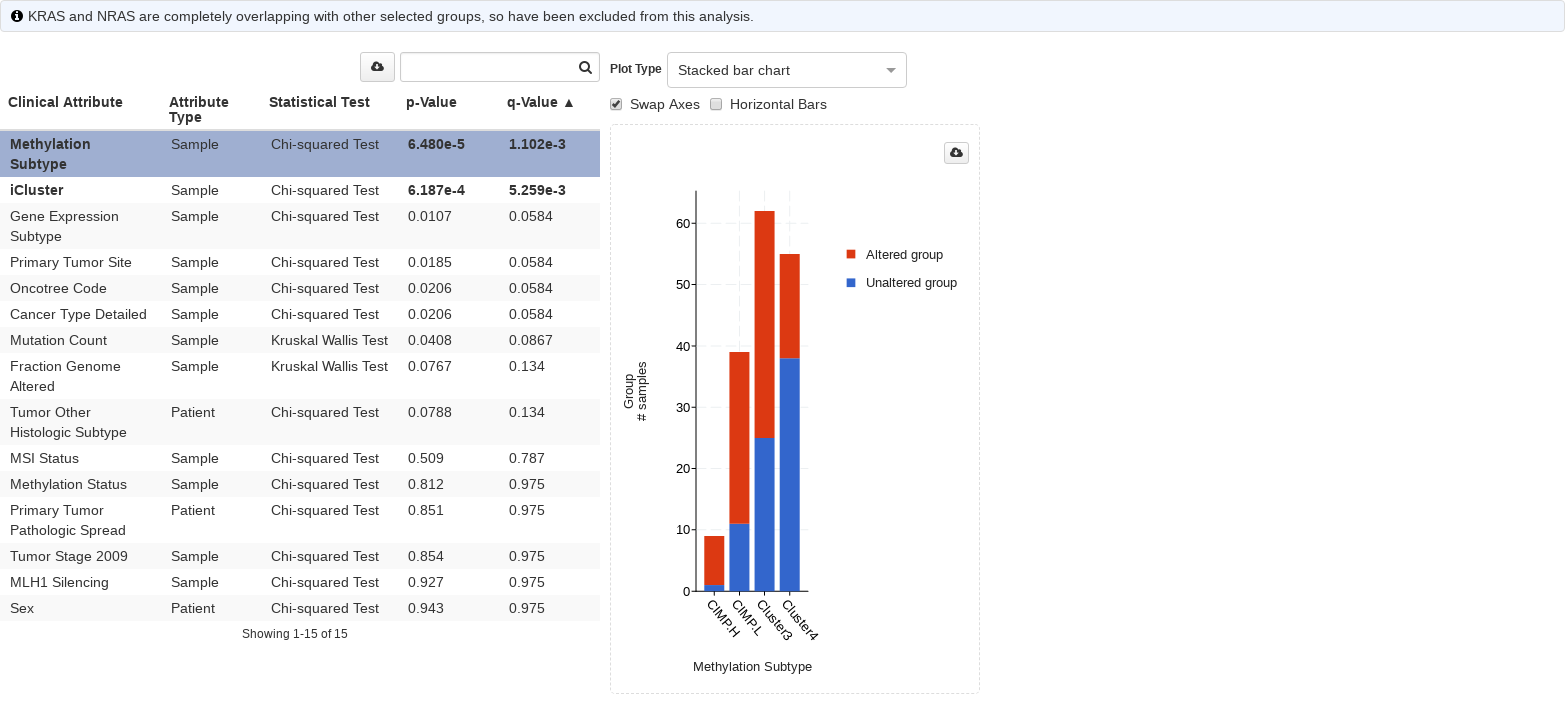 KRAS and NRAS are completely overlapping with other selected groups, so have been excluded from this analysis.
Plot Type Stacked bar chart
Swap Axes Horizontal Bars
Clinical Attribute Attribute Type Statistical Test p-Value q-Value ▲
Methylation Subtype Sample Chi-squared Test 6.480e-5 1.102e-3
iCluster Sample Chi-squared Test 6.187e-4 5.259e-3
Gene Expression Subtype Sample Chi-squared Test 0.0107 0.0584
Primary Tumor Site Sample Chi-squared Test 0.0185 0.0584
Oncotree Code Sample Chi-squared Test 0.0206 0.0584
Cancer Type Detailed Sample Chi-squared Test 0.0206 0.0584
Mutation Count Sample Kruskal Wallis Test 0.0408 0.0867
Fraction Genome Altered Sample Kruskal Wallis Test 0.0767 0.134
Tumor Other Histologic Subtype Patient Chi-squared Test 0.0788 0.134
MSI Status Sample Chi-squared Test 0.509 0.787
Methylation Status Sample Chi-squared Test 0.812 0.975
Primary Tumor Pathologic Spread Patient Chi-squared Test 0.851 0.975
Tumor Stage 2009 Sample Chi-squared Test 0.854 0.975
MLH1 Silencing Sample Chi-squared Test 0.927 0.975
Sex Patient Chi-squared Test 0.943 0.975
Showing 1-15 of 15
Group
# samples
60
50
40
30
20
10
0
CIMP.H
CIMP.L
Cluster3
Cluster4
Methylation Subtype
Altered group
Unaltered group